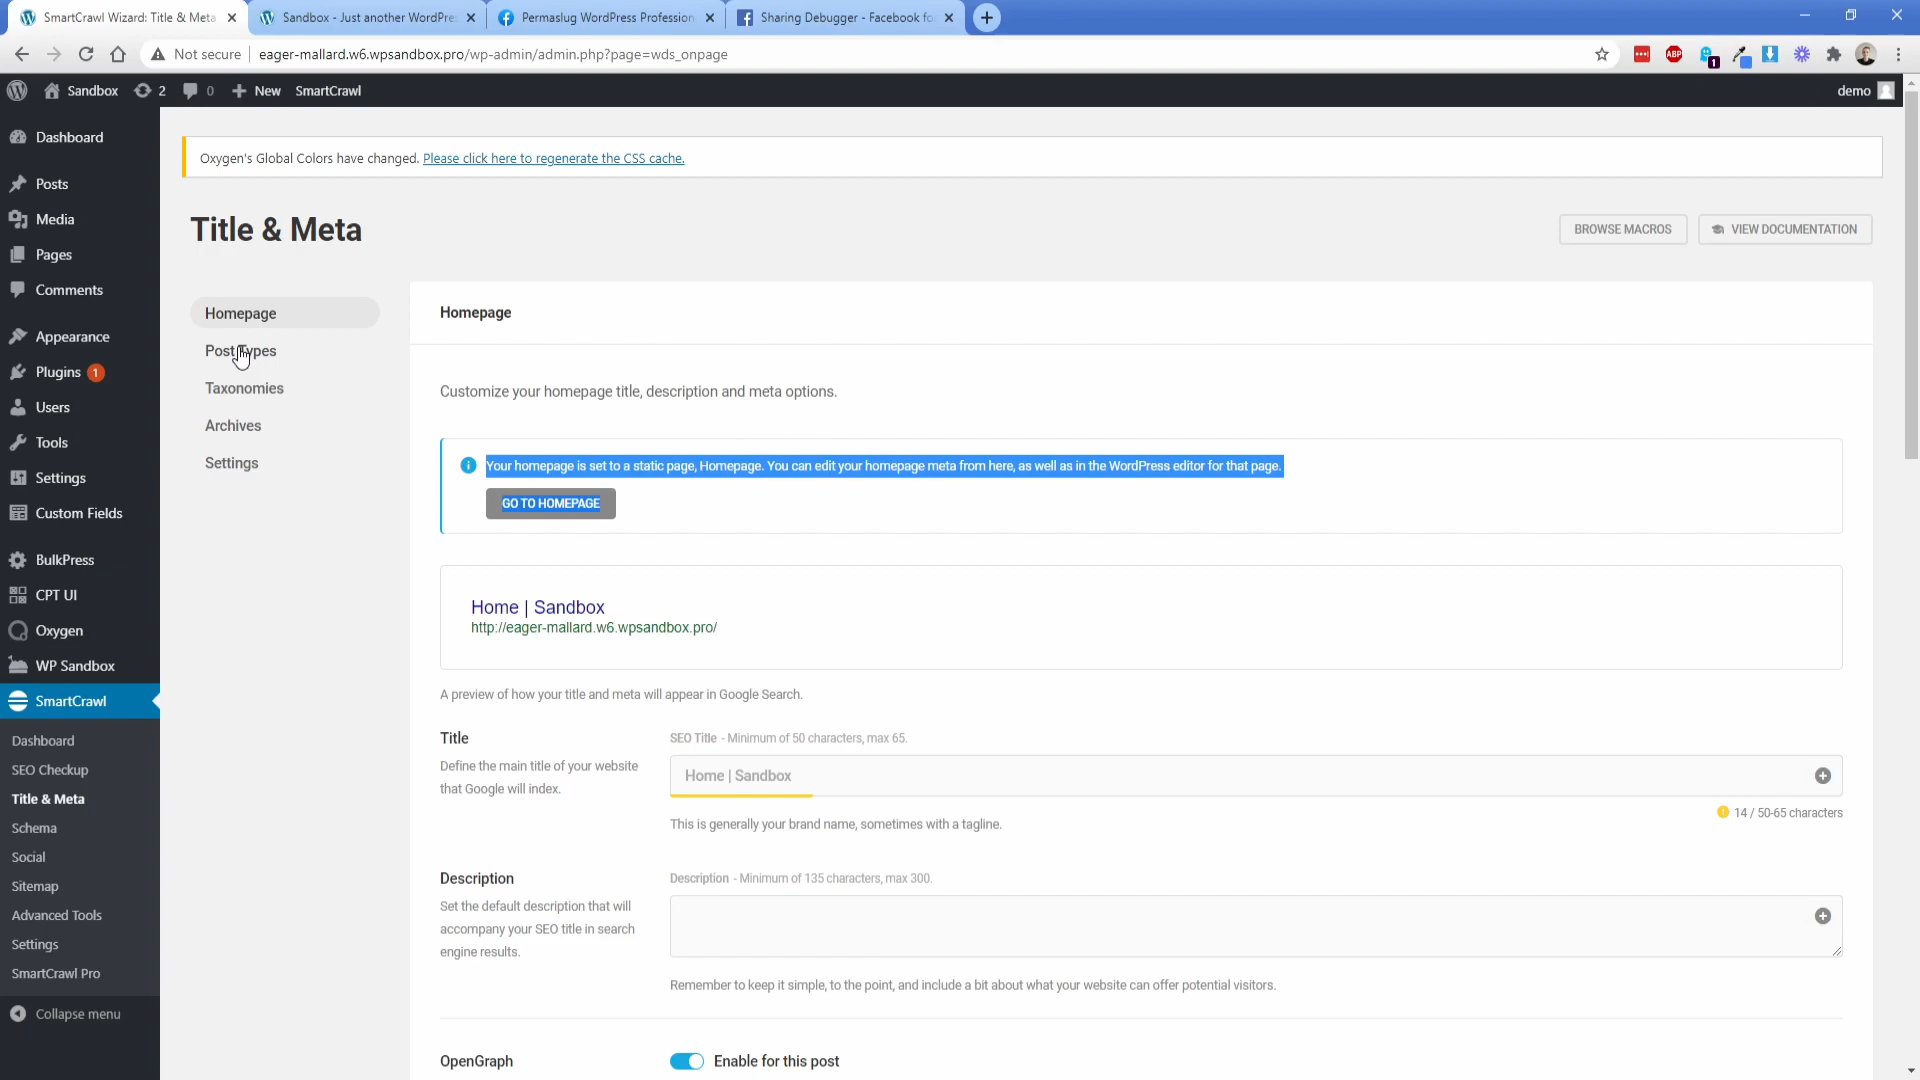 SmartCrawl Wizard: Title & Meta
Sandbox - Just another WordPre
Permaslug WordPress Profession
Sharing Debugger - Facebook fo
Not secure
eager-mallard.w6.wpsandbox.pro/wp-admin/admin.php?page=wds_onpage
ABP
1
Sandbox
2
0
New
SmartCrawl
demo
Dashboard
Posts
Media
Pages
Comments
Appearance
Plugins 1
Users
Tools
Settings
Custom Fields
BulkPress
CPT UI
Oxygen
WP Sandbox
SmartCrawl
Dashboard
SEO Checkup
Title & Meta
Schema
Social
Sitemap
Advanced Tools
Settings
SmartCrawl Pro
Collapse menu
Oxygen's Global Colors have changed. Please click here to regenerate the CSS cache.
Title & Meta
BROWSE MACROS
VIEW DOCUMENTATION
Homepage
Post Types
Taxonomies
Archives
Settings
Homepage
Customize your homepage title, description and meta options.
Your homepage is set to a static page, Homepage. You can edit your homepage meta from here, as well as in the WordPress editor for that page.
GO TO HOMEPAGE
Home | Sandbox
http://eager-mallard.w6.wpsandbox.pro/
A preview of how your title and meta will appear in Google Search.
Title
Define the main title of your website
that Google will index.
SEO Title - Minimum of 50 characters, max 65.
Home | Sandbox
14 / 50-65 characters
This is generally your brand name, sometimes with a tagline.
Description
Set the default description that will
accompany your SEO title in search
engine results.
Description - Minimum of 135 characters, max 300.
Remember to keep it simple, to the point, and include a bit about what your website can offer potential visitors.
OpenGraph
Enable for this post